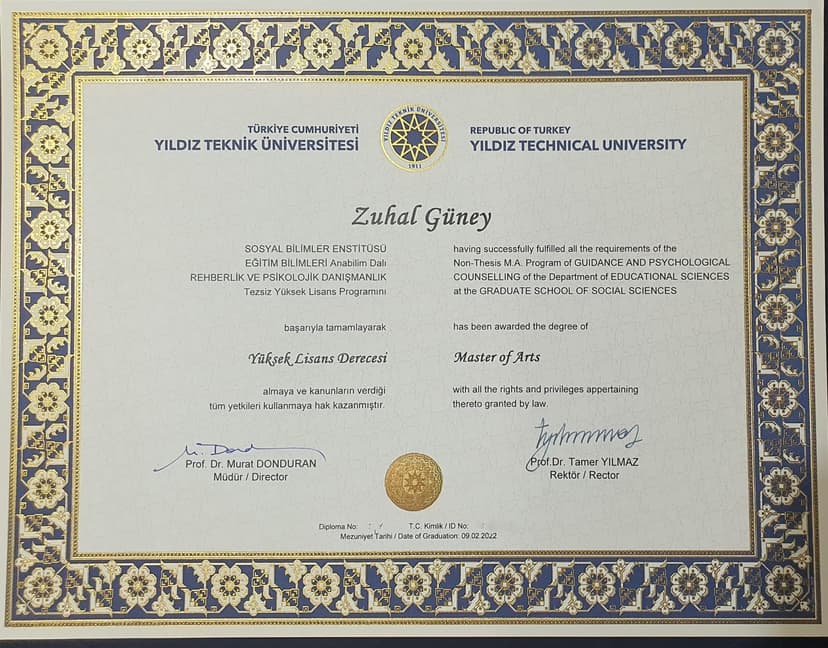 TÜRKİYE CUMHURİYETİ
YILDIZ TEKNİK ÜNİVERSİTESİ
YILDIZ TEKNİK ÜNİVERSİTESİ
1911
REPUBLIC OF TURKEY
YILDIZ TECHNICAL UNIVERSITY
Zuhal Güney
SOSYAL BİLİMLER ENSTİTÜSÜ
EĞİTİM BİLİMLERİ Anabilim Dalı
REHBERLİK VE PSİKOLOJİK DANIŞMANLIK
Tezsiz Yüksek Lisans Programını
başarıyla tamamlayarak
Yüksek Lisans Derecesi
almaya ve kanunların verdiği
tüm yetkileri kullanmaya hak kazanmıştır.
having successfully fulfilled all the requirements of the
Non-Thesis M.A. Program of GUIDANCE AND PSYCHOLOGICAL
COUNSELLING of the Department of EDUCATIONAL SCIENCES
at the GRADUATE SCHOOL OF SOCIAL SCIENCES
has been awarded the degree of
Master of Arts
with all the rights and privileges appertaining
thereto granted by law.
Prof. Dr. Murat DONDURAN
Müdür / Director
Prof.Dr. Tamer YILMAZ
Rektör / Rector
Diploma No: T.C. Kimlik / ID No:
Mezuniyet Tarihi / Date of Graduation: 09.02.2022